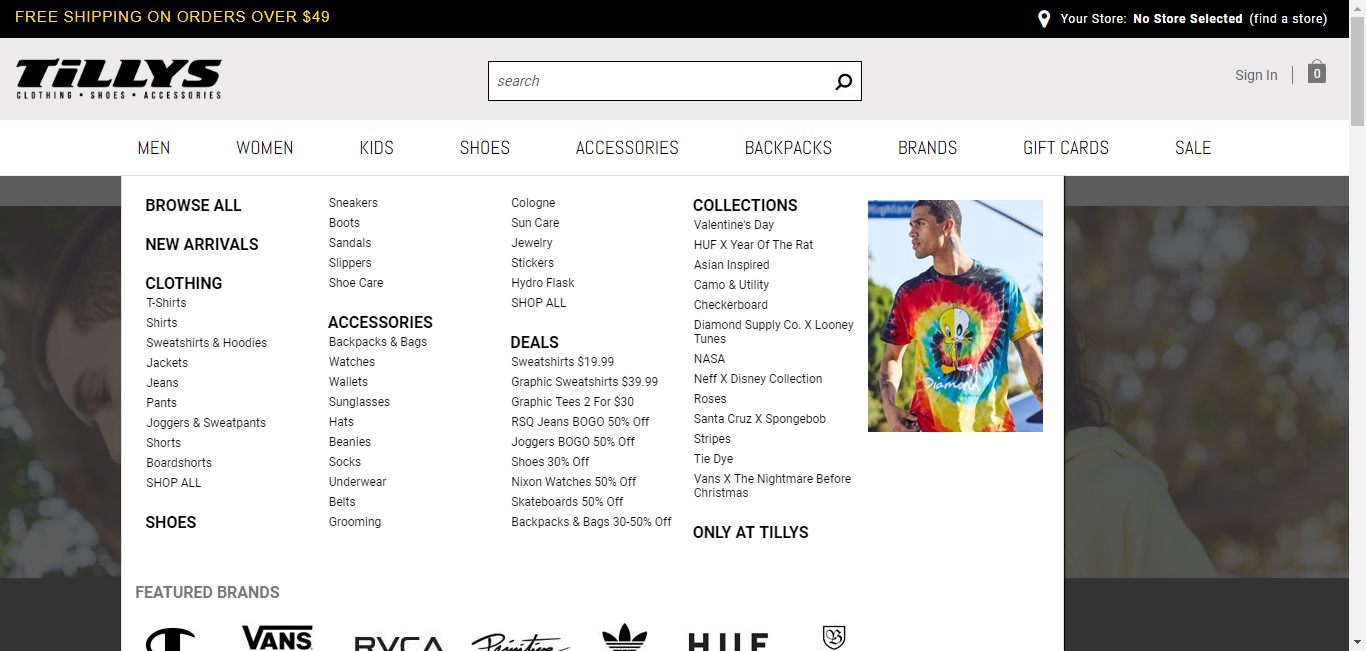 FREE SHIPPING ON ORDERS OVER $49
Your Store: No Store Selected (find a store)
TILLYS
CLOTHING • SHOES • ACCESSORIES
search
Sign In
0
MEN
WOMEN
KIDS
SHOES
ACCESSORIES
BACKPACKS
BRANDS
GIFT CARDS
SALE
BROWSE ALL
NEW ARRIVALS
CLOTHING
T-Shirts
Shirts
Sweatshirts & Hoodies
Jackets
Jeans
Pants
Joggers & Sweatpants
Shorts
Boardshorts
SHOP ALL
SHOES
Sneakers
Boots
Sandals
Slippers
Shoe Care
ACCESSORIES
Backpacks & Bags
Watches
Wallets
Sunglasses
Hats
Beanies
Socks
Underwear
Belts
Grooming
Cologne
Sun Care
Jewelry
Stickers
Hydro Flask
SHOP ALL
DEALS
Sweatshirts $19.99
Graphic Sweatshirts $39.99
Graphic Tees 2 For $30
RSQ Jeans BOGO 50% Off
Joggers BOGO 50% Off
Shoes 30% Off
Nixon Watches 50% Off
Skateboards 50% Off
Backpacks & Bags 30-50% Off
COLLECTIONS
Valentine's Day
HUF X Year Of The Rat
Asian Inspired
Camo & Utility
Checkerboard
Diamond Supply Co. X Looney
Tunes
NASA
Neff X Disney Collection
Roses
Santa Cruz X Spongebob
Stripes
Tie Dye
Vans X The Nightmare Before
Christmas
ONLY AT TILLYS
Diamond
FEATURED BRANDS
VANS
RVCA
Primitive
HUF
B